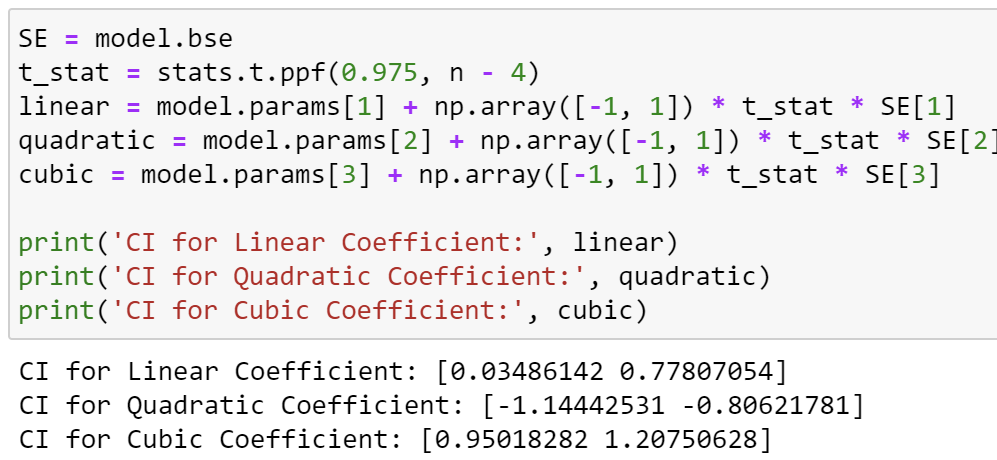 SE = model.bse
t_stat = stats.t.ppf(0.975, n - 4)
linear = model.params[1] + np.array([-1, 1]) * t_stat * SE[1]
quadratic = model.params[2] + np.array([-1, 1]) * t_stat * SE[2]
cubic = model.params[3] + np.array([-1, 1]) * t_stat * SE[3]
print('CI for Linear Coefficient:', linear)
print('CI for Quadratic Coefficient:', quadratic)
print('CI for Cubic Coefficient:', cubic)
CI for Linear Coefficient: [0.03486142 0.77807054]
CI for Quadratic Coefficient: [-1.14442531 -0.80621781]
CI for Cubic Coefficient: [0.95018282 1.20750628]